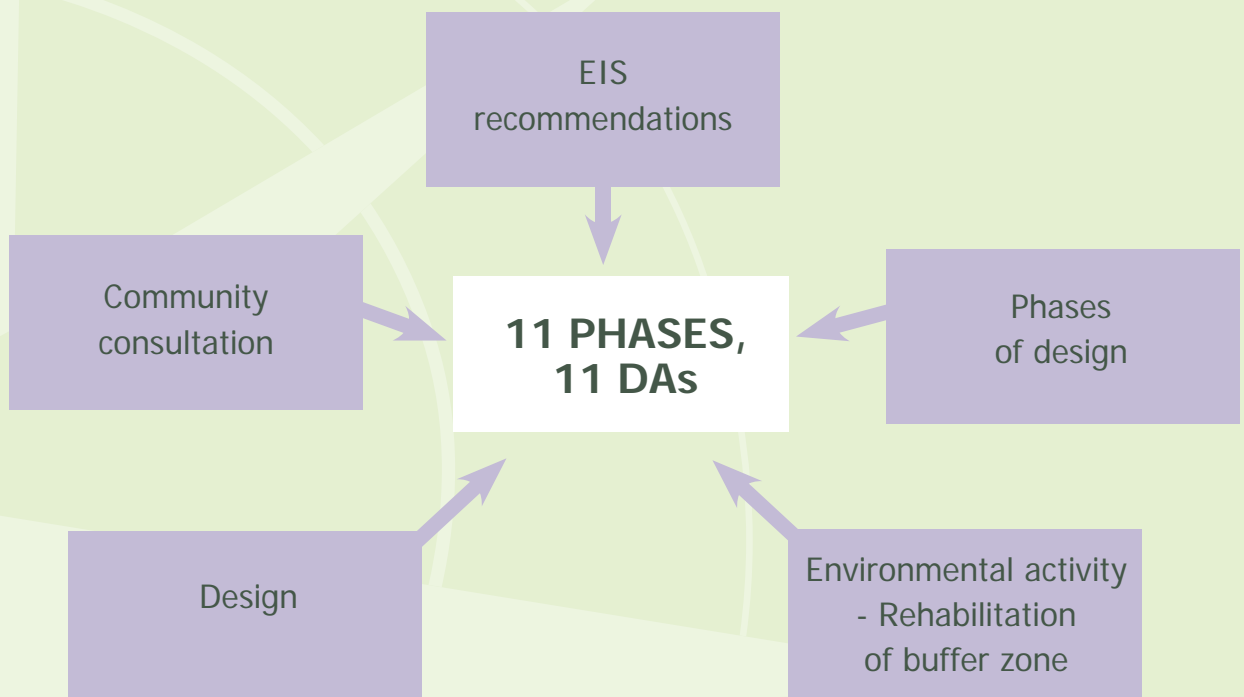 EIS
recommendations
Community
consultation
11 PHASES,
11 DAs
Phases
of design
Design
Environmental activity
- Rehabilitation
of buffer zone